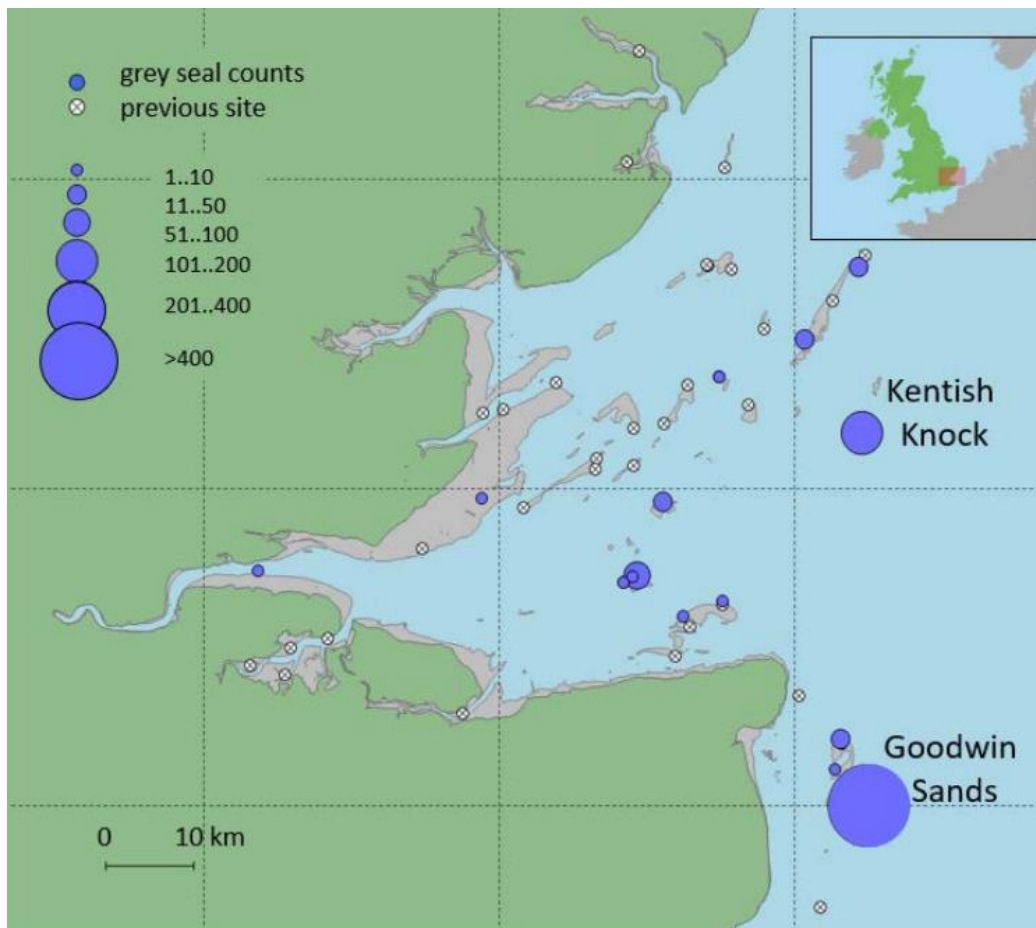 grey seal counts
previous site
1..10
11..50
51..100
101..200
201..400
>400
Kentish
Knock
Goodwin
Sands
0 10 km